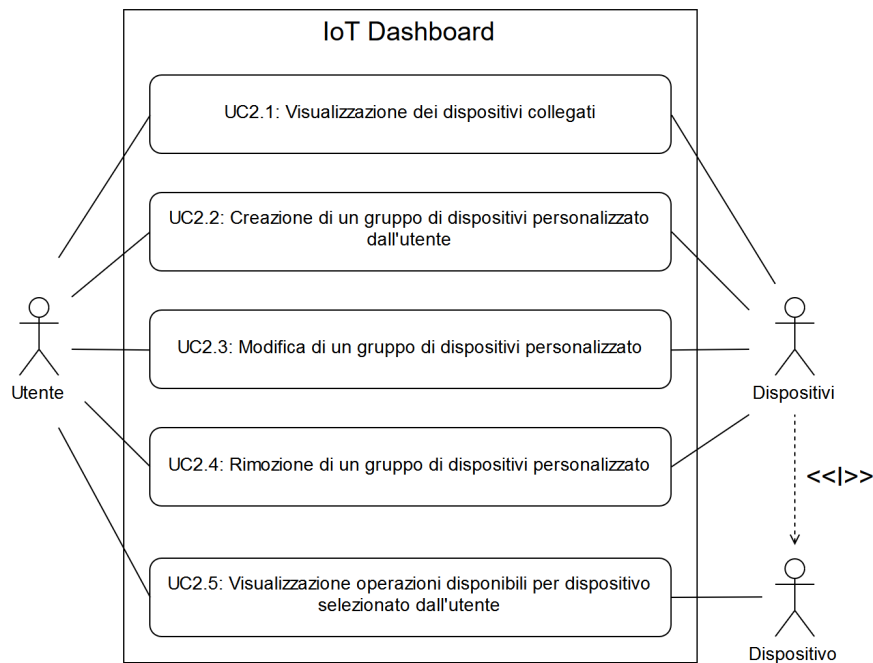 IoT Dashboard
UC2.1: Visualizzazione dei dispositivi collegati
UC2.2: Creazione di un gruppo di dispositivi personalizzato
dall'utente
UC2.3: Modifica di un gruppo di dispositivi personalizzato
Utente
Dispositivi
UC2.4: Rimozione di un gruppo di dispositivi personalizzato
<<I>>
UC2.5: Visualizzazione operazioni disponibili per dispositivo
selezionato dall'utente
Dispositivo